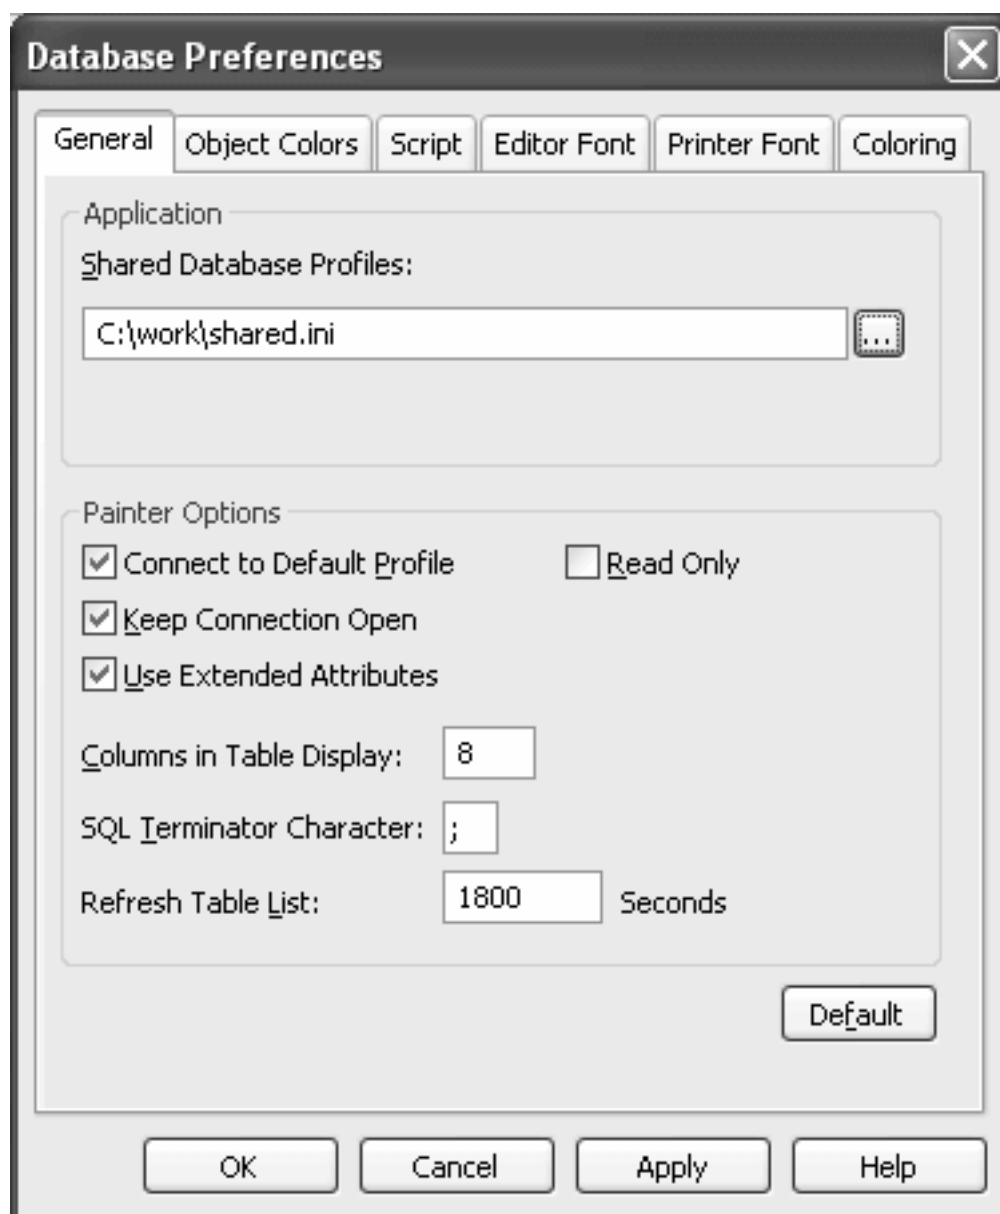 Database Preferences
General Object Colors Script Editor Font Printer Font Coloring
Application
Shared Database Profiles:
C:\work\shared.ini ...
Painter Options
Connect to Default Profile Read Only
Keep Connection Open
Use Extended Attributes
Columns in Table Display: 8
SQL Terminator Character: ;
Refresh Table List: 1800 Seconds
Default
OK Cancel Apply Help